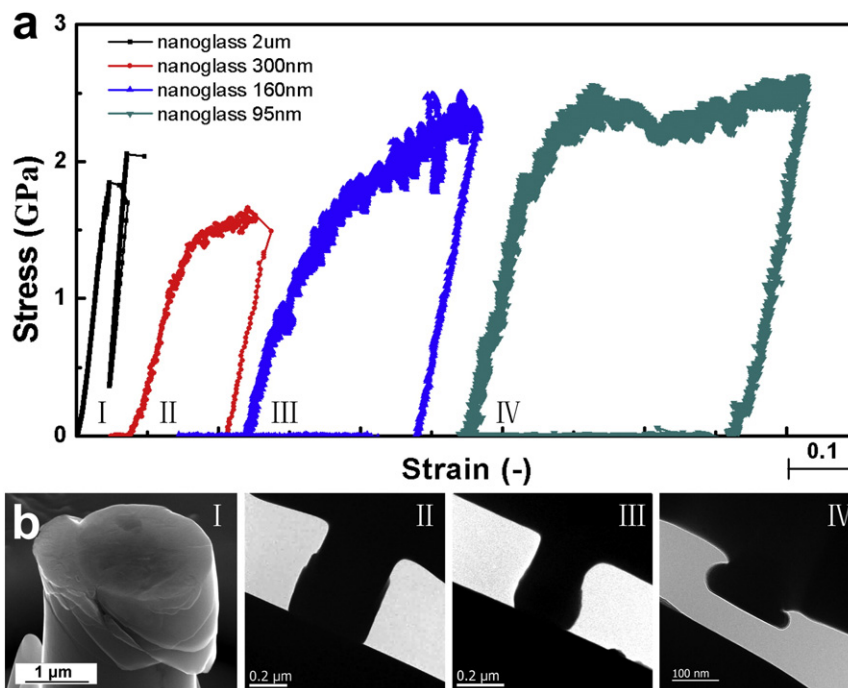 a
3
2
1
0
Stress (GPa)
nanoglass 2um
nanoglass 300nm
nanoglass 160nm
nanoglass 95nm
I
II
III
IV
Strain (-)
0.1
b
I
1 µm
II
0.2 µm
III
0.2 µm
IV
100 nm